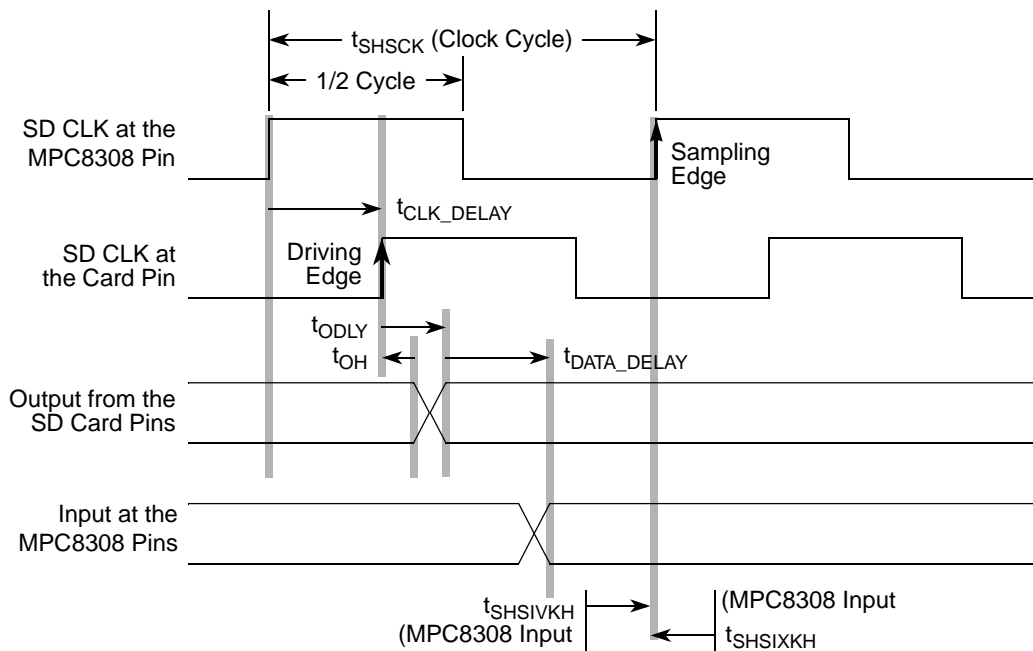 tSHSCK (Clock Cycle)
1/2 Cycle
SD CLK at the
MPC8308 Pin
Sampling
Edge
tCLK_DELAY
SD CLK at
the Card Pin
Driving
Edge
tODLY
tOH
tDATA_DELAY
Output from the
SD Card Pins
Input at the
MPC8308 Pins
tSHSIVKH
(MPC8308 Input
(MPC8308 Input
tSHSIXKH